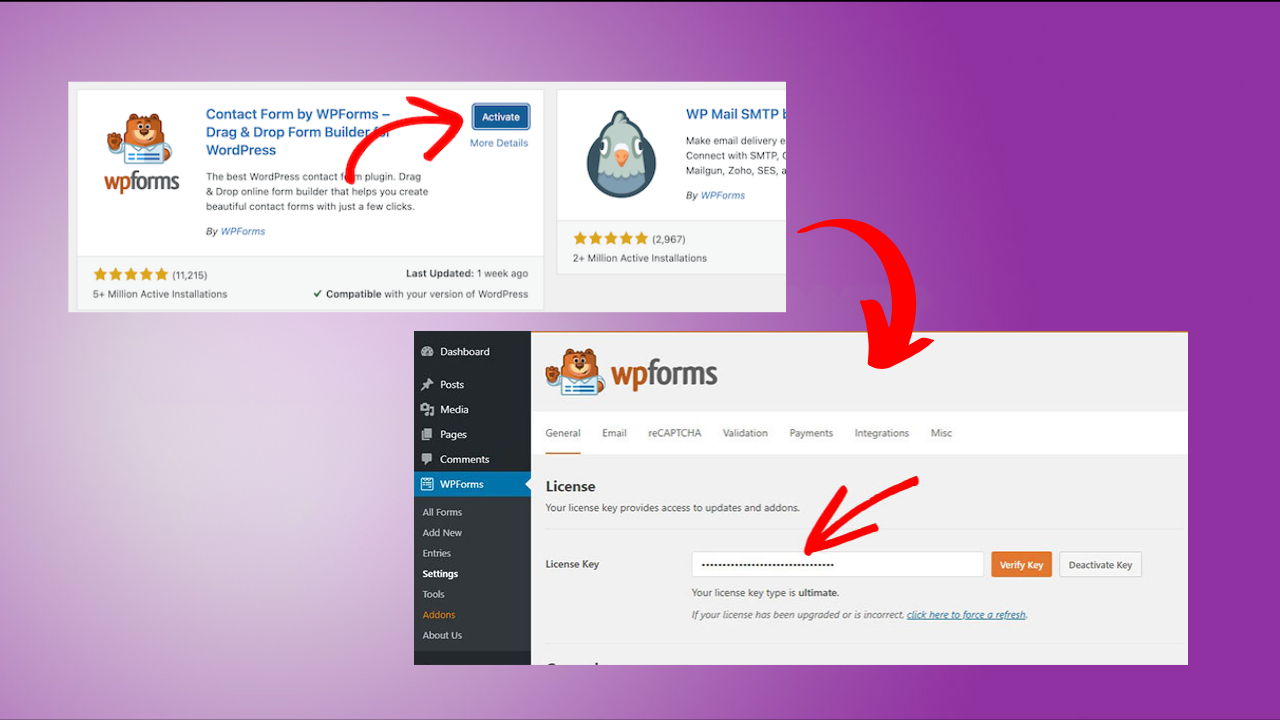 Contact Form by WPForms –
Drag & Drop Form Builder for
WordPress
Activate
More Details
The best WordPress contact form plugin. Drag
& Drop online form builder that helps you create
beautiful contact forms with just a few clicks.
By WPForms
wpforms
(11,215)
5+ Million Active Installations
Last Updated: 1 week ago
Compatible with your version of WordPress
WP Mail SMTP
Make email delivery e
Connect with SMTP,
Mailgun, Zoho, SES, a
By WPForms
(2,967)
2+ Million Active Installations
Dashboard
Posts
Media
Pages
Comments
WPForms
All Forms
Add New
Entries
Settings
Tools
Addons
About Us
wpforms
General Email reCAPTCHA Validation Payments Integrations Misc
License
Your license key provides access to updates and addons.
License Key
Verify Key
Deactivate Key
Your license key type is ultimate.
If your license has been upgraded or is incorrect, click here to force a refresh.